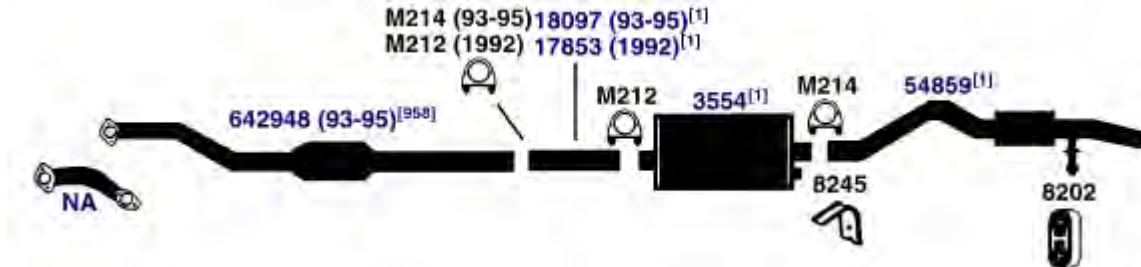 M214 (93-95) 18097 (93-95)[1]
M212 (1992) 17853 (1992)[1]
642948 (93-95)[958]
M212
3554[1]
M214
54859[1]
NA
8245
8202